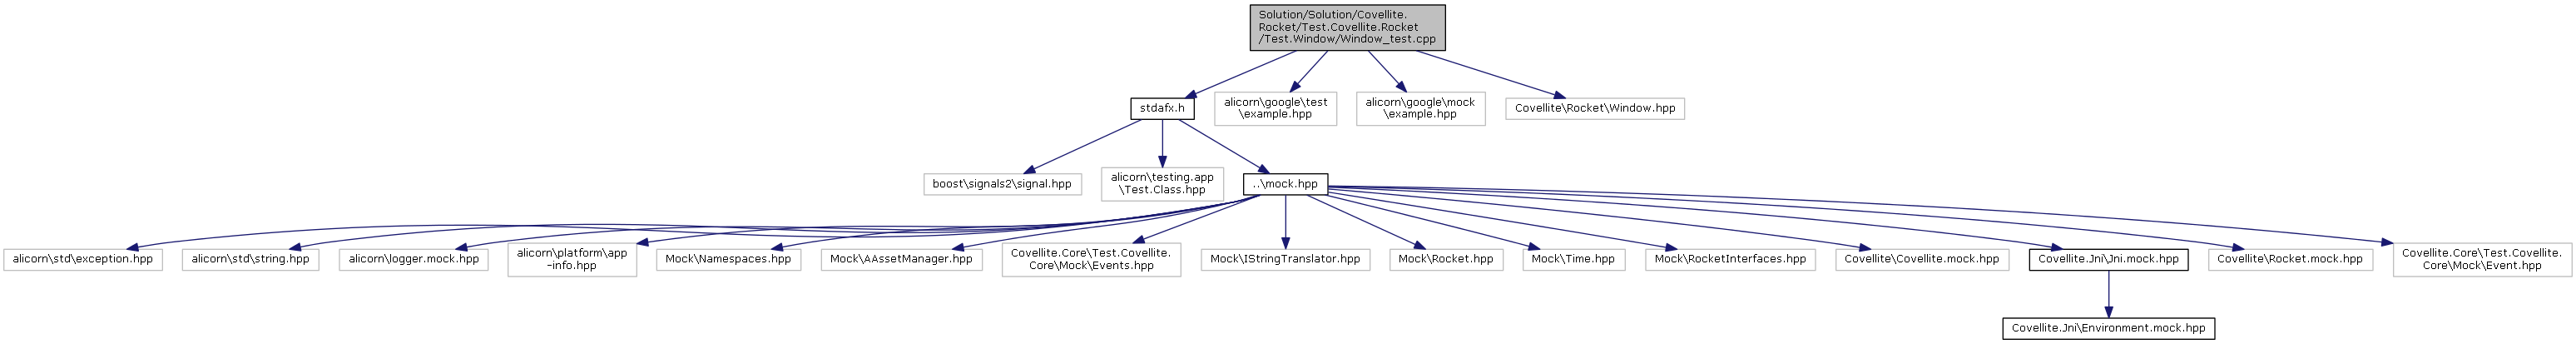 Solution/Solution/Covellite.
Rocket/Test.Covellite.Rocket
/Test.Window/Window_test.cpp
stdafx.h
alicorn\google\test
\example.hpp
alicorn\google\mock
\example.hpp
Covellite\Rocket\Window.hpp
boost\signals2\signal.hpp
alicorn\testing.app
\Test.Class.hpp
..\mock.hpp
alicorn\std\exception.hpp
alicorn\std\string.hpp
alicorn\logger.mock.hpp
alicorn\platform\app
-info.hpp
Mock\Namespaces.hpp
Mock\AAssetManager.hpp
Covellite.Core\Test.Covellite.
Core\Mock\Events.hpp
Mock\IStringTranslator.hpp
Mock\Rocket.hpp
Mock\Time.hpp
Mock\RocketInterfaces.hpp
Covellite\Covellite.mock.hpp
Covellite.Jni\Jni.mock.hpp
Covellite\Rocket.mock.hpp
Covellite.Core\Test.Covellite.
Core\Mock\Event.hpp
Covellite.Jni\Environment.mock.hpp